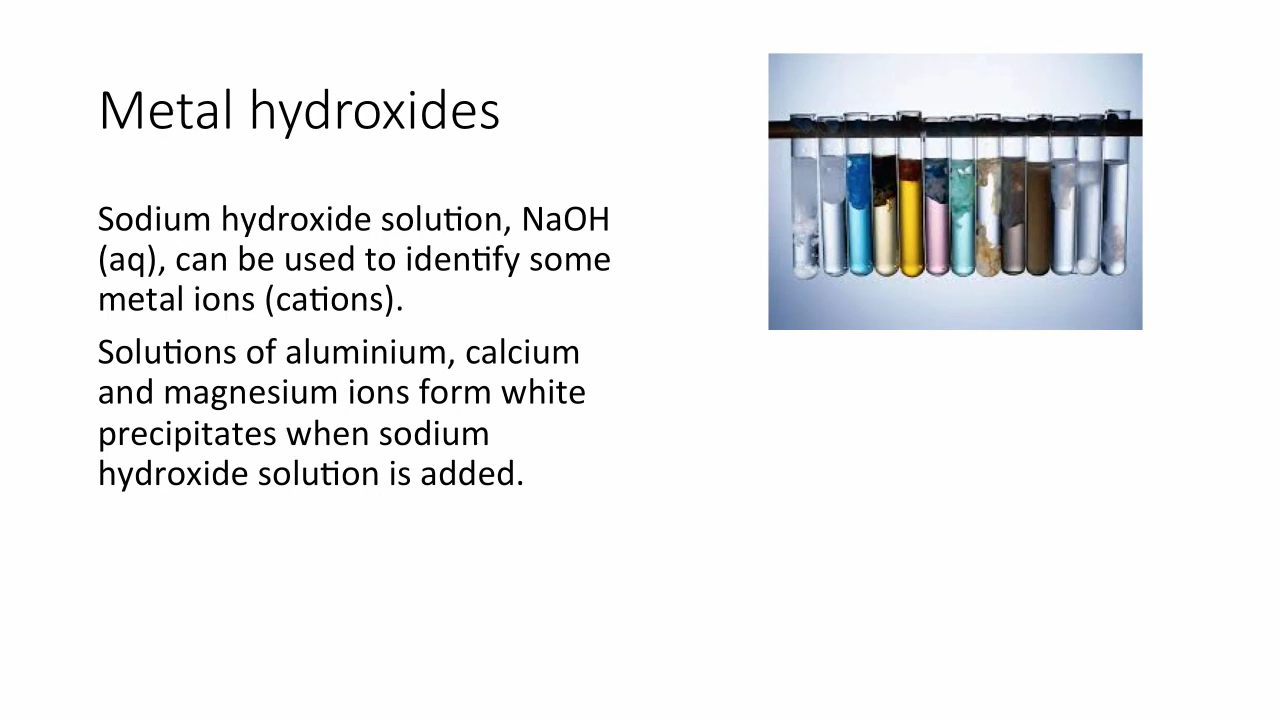 Metal hydroxides
Sodium hydroxide solution, NaOH
(aq), can be used to identify some
metal ions (cations).
Solutions of aluminium, calcium
and magnesium ions form white
precipitates when sodium
hydroxide solution is added.